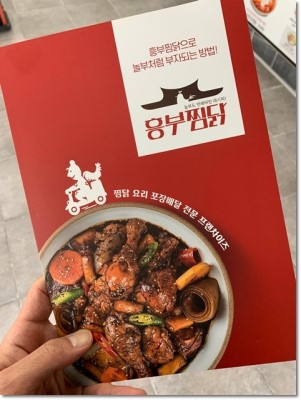 흥부찜닭으로
놀부처럼 부자되는 방법!
흥부찜닭
찜닭 요리 포장배달 전문 프랜차이즈